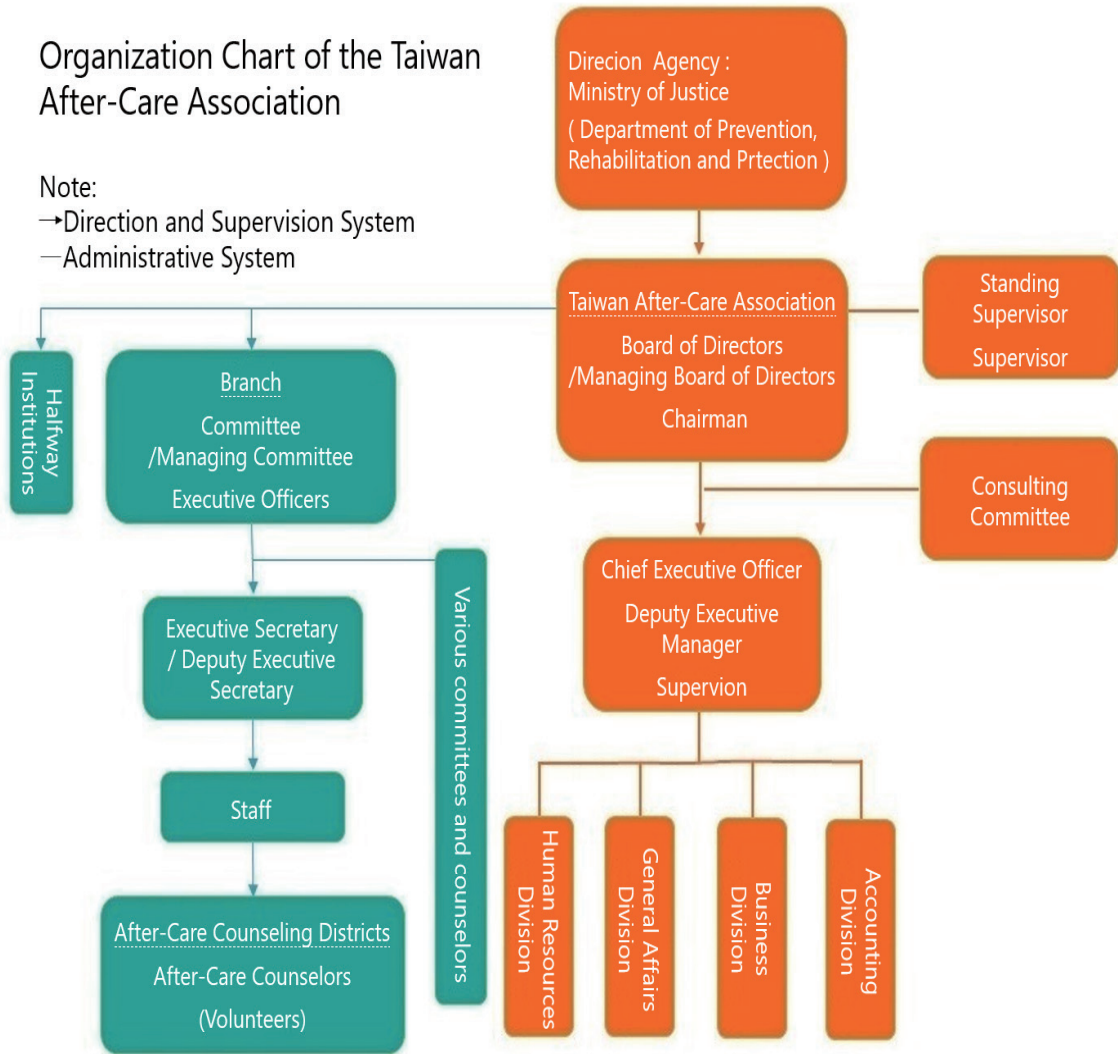 Organization Chart of the Taiwan
After-Care Association
Note:
→Direction and Supervision System
—Administrative System
Direcion Agency :
Ministry of Justice
( Department of Prevention,
Rehabilitation and Prtection )
Taiwan After-Care Association
Board of Directors
/Managing Board of Directors
Chairman
Standing
Supervisor
Supervisor
Consulting
Committee
Halfway
Institutions
Branch
Committee
/Managing Committee
Executive Officers
Various committees and counselors
Executive Secretary
/ Deputy Executive
Secretary
Staff
After-Care Counseling Districts
After-Care Counselors
(Volunteers)
Chief Executive Officer
Deputy Executive
Manager
Supervion
Human Resources
Division
General Affairs
Division
Business
Division
Accounting
Division